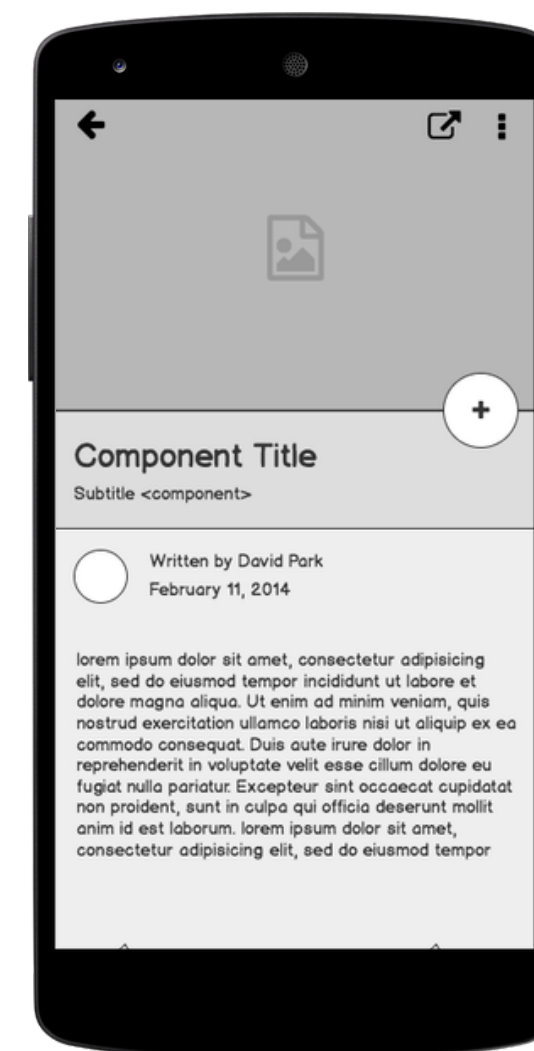 Component Title
Subtitle <component>
Written by David Park
February 11, 2014
lorem ipsum dolor sit amet, consectetur adipisicing
elit, sed do eiusmod tempor incididunt ut labore et
dolore magna aliqua. Ut enim ad minim veniam, quis
nostrud exercitation ullamco laboris nisi ut aliquip ex ea
commodo consequat. Duis aute irure dolor in
reprehenderit in voluptate velit esse cillum dolore eu
fugiat nulla pariatur. Excepteur sint occaecat cupidatat
non proident, sunt in culpa qui officia deserunt mollit
anim id est laborum. lorem ipsum dolor sit amet,
consectetur adipisicing elit, sed do eiusmod tempor